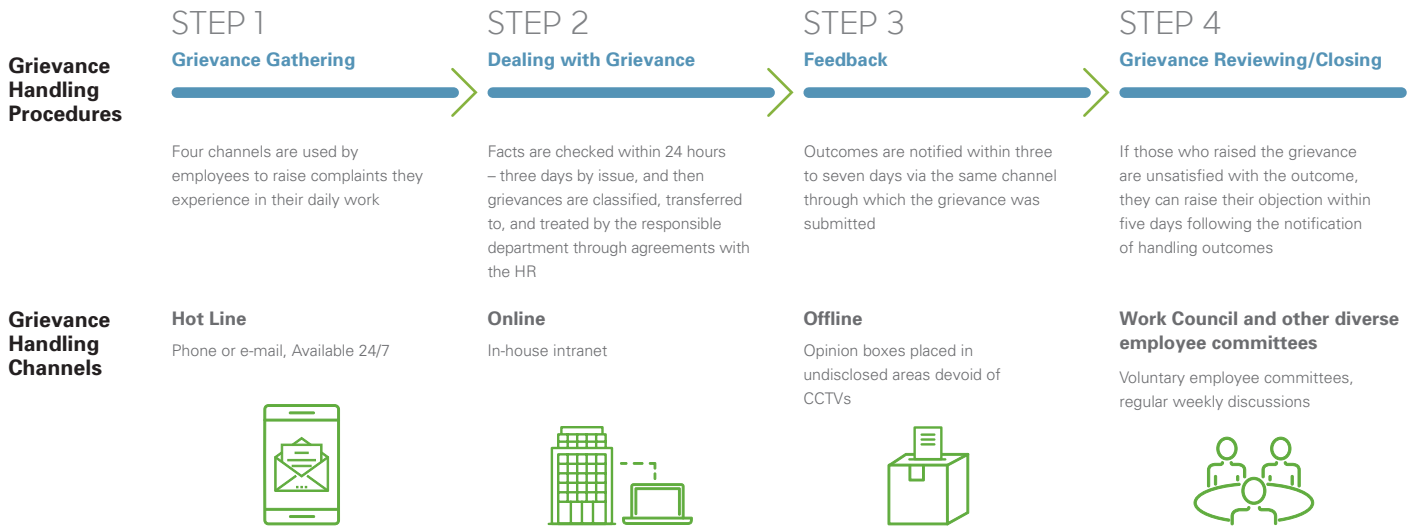 Grievance
Handling
Procedures
STEP 1
Grievance Gathering
Four channels are used by
employees to raise complaints they
experience in their daily work
STEP 2
Dealing with Grievance
Facts are checked within 24 hours
– three days by issue, and then
grievances are classified, transferred
to, and treated by the responsible
department through agreements with
the HR
STEP 3
Feedback
Outcomes are notified within three
to seven days via the same channel
through which the grievance was
submitted
STEP 4
Grievance Reviewing/Closing
If those who raised the grievance
are unsatisfied with the outcome,
they can raise their objection within
five days following the notification
of handling outcomes
Grievance
Handling
Channels
Hot Line
Phone or e-mail, Available 24/7
Online
In-house intranet
Offline
Opinion boxes placed in
undisclosed areas devoid of
CCTVs
Work Council and other diverse
employee committees
Voluntary employee committees,
regular weekly discussions